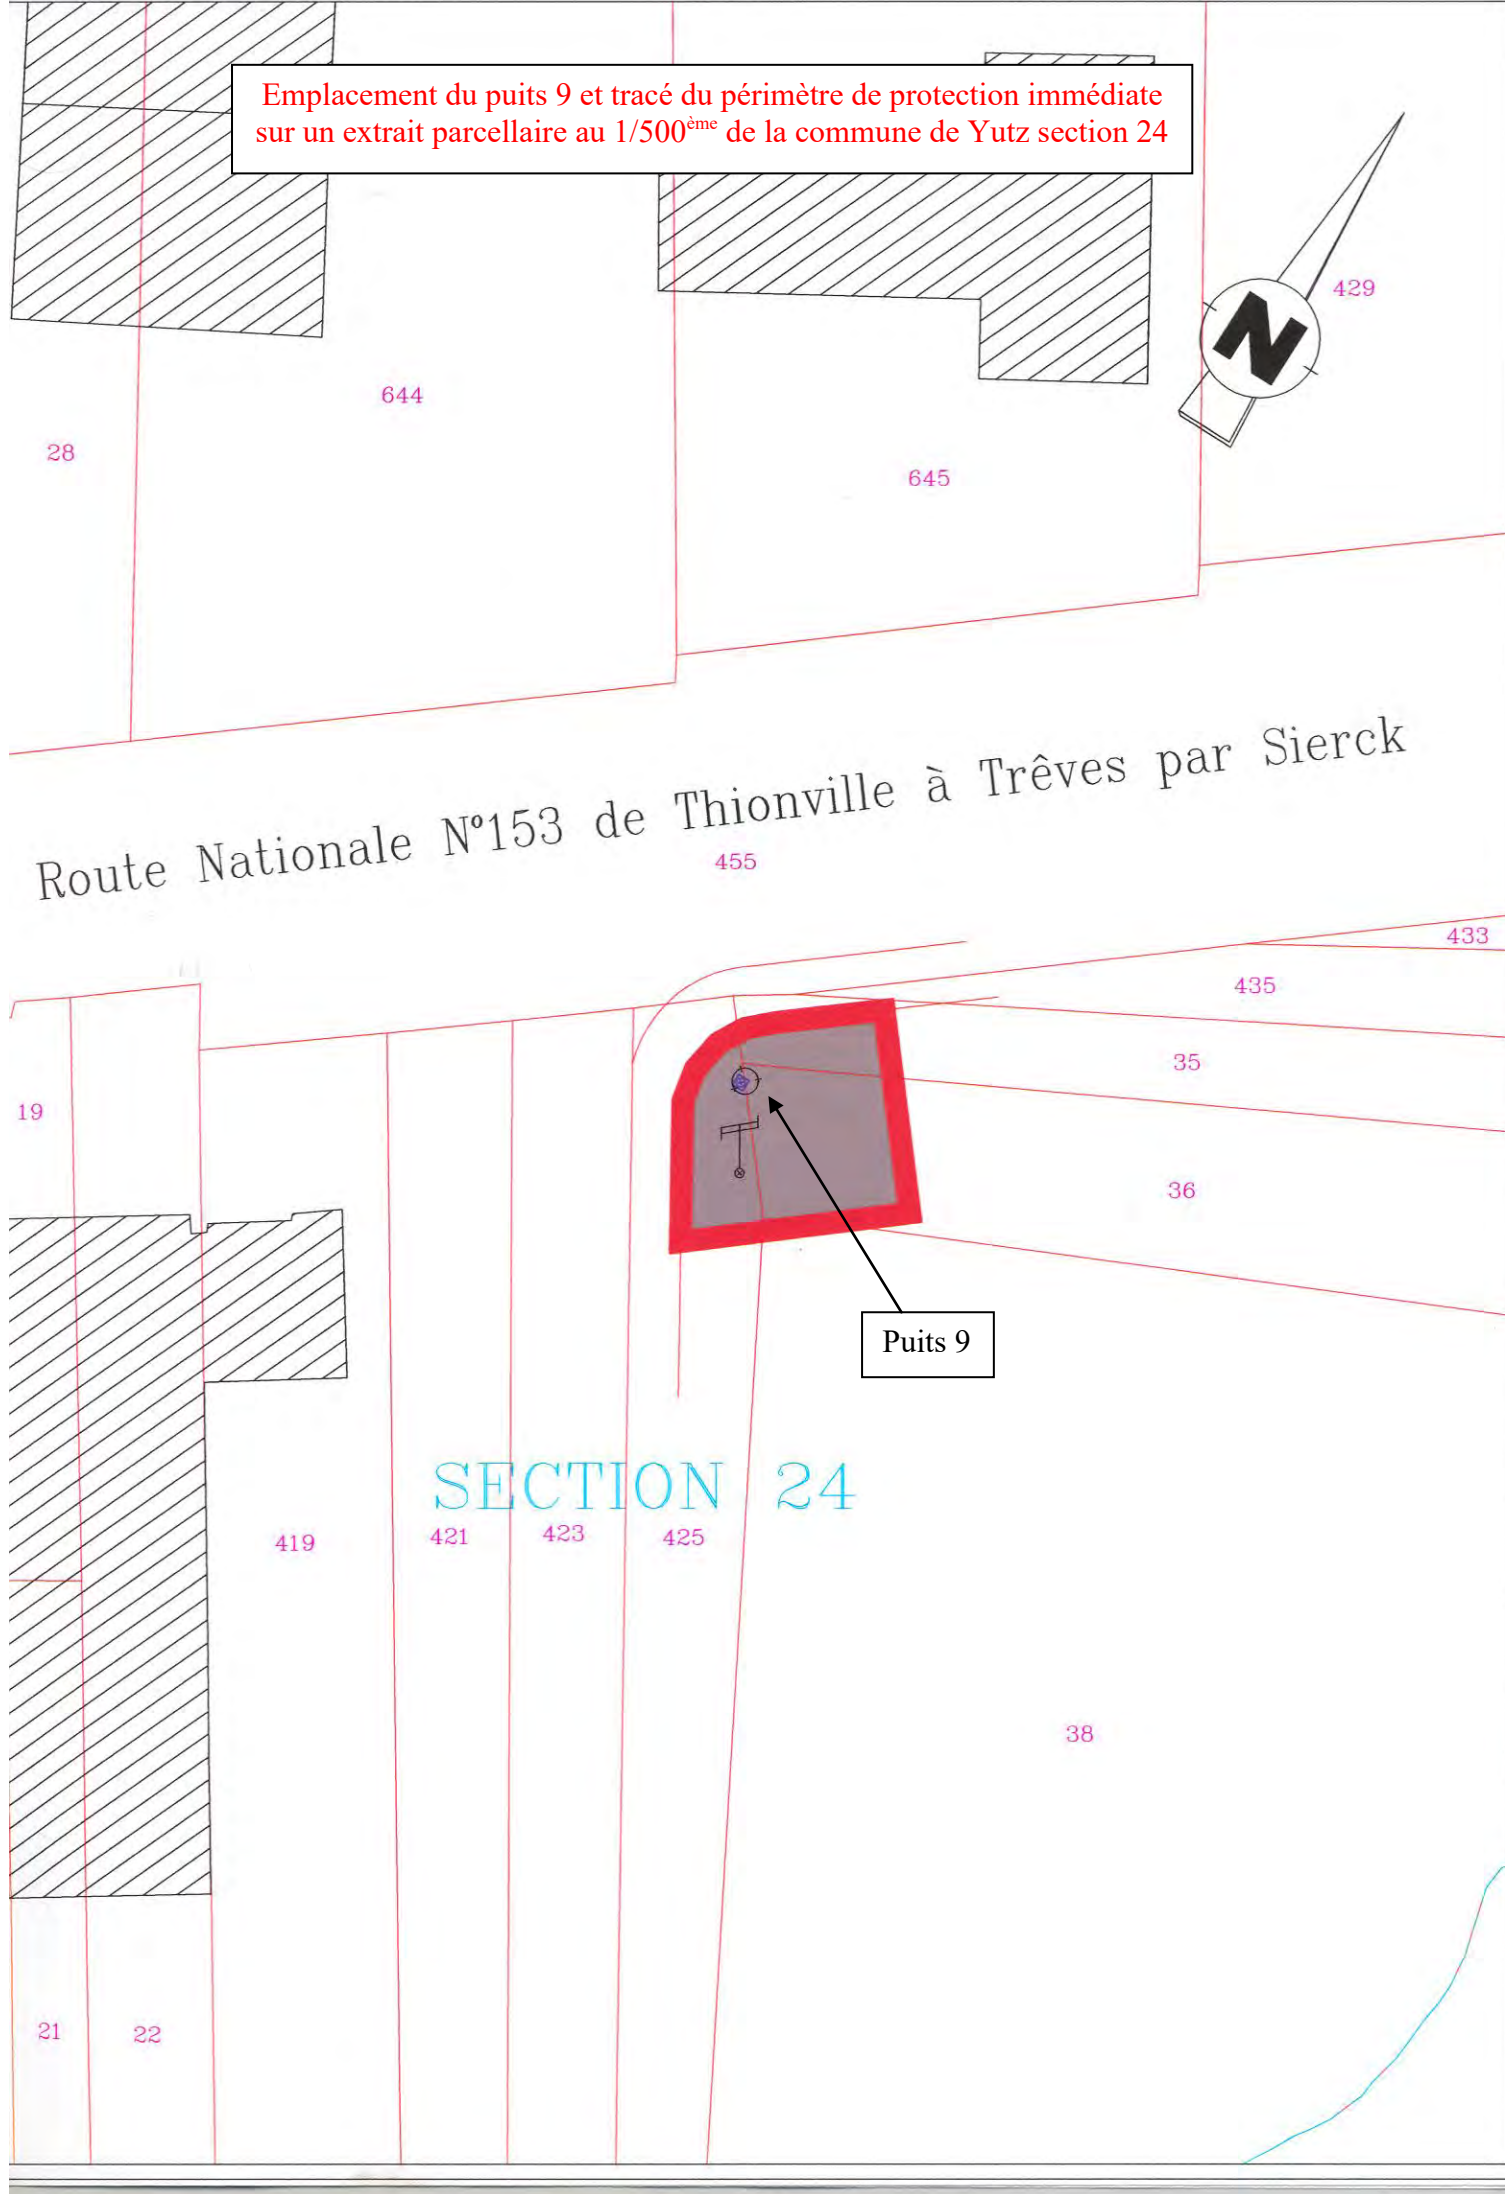 Emplacement du puits 9 et tracé du périmètre de protection immédiate
sur un extrait parcellaire au 1/500ème de la commune de Yutz section 24
429
N
644
28
645
Route Nationale N°153 de Thionville à Trêves par Sierck
455
433
435
35
19
36
Puits 9
SECTION 24
419
421
423
425
38
21
22